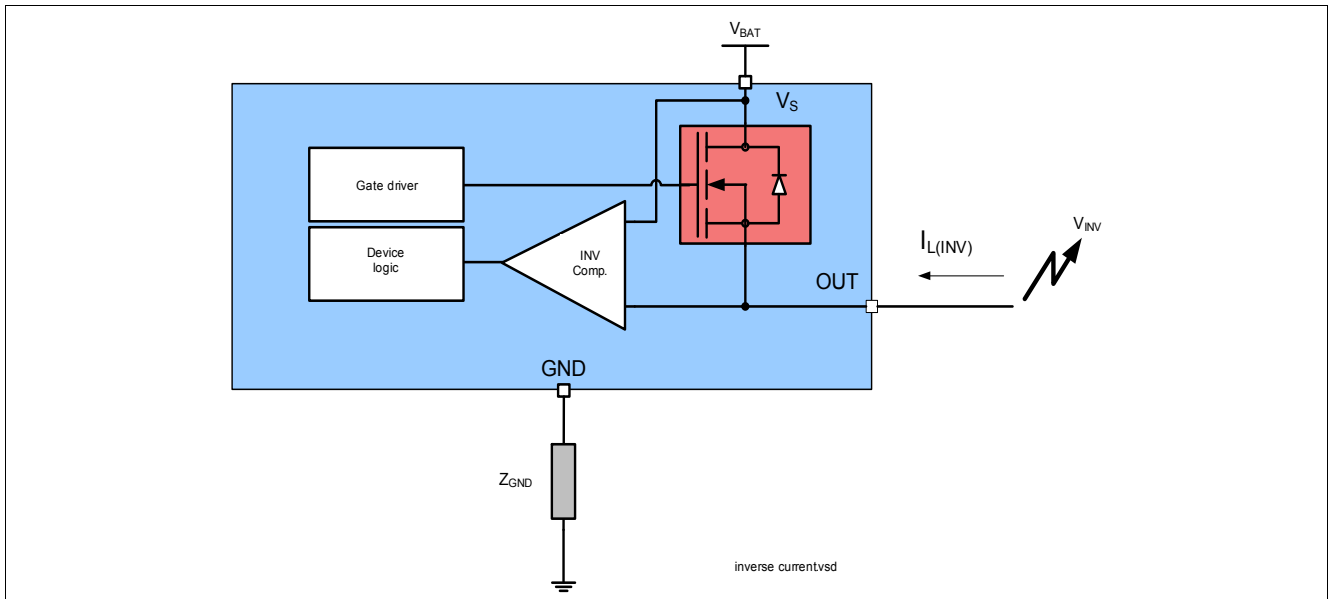 VBAT
VS
Gate driver
Device
logic
INV
Comp.
IL(INV)
VINV
OUT
GND
ZGND
inverse current.vsd